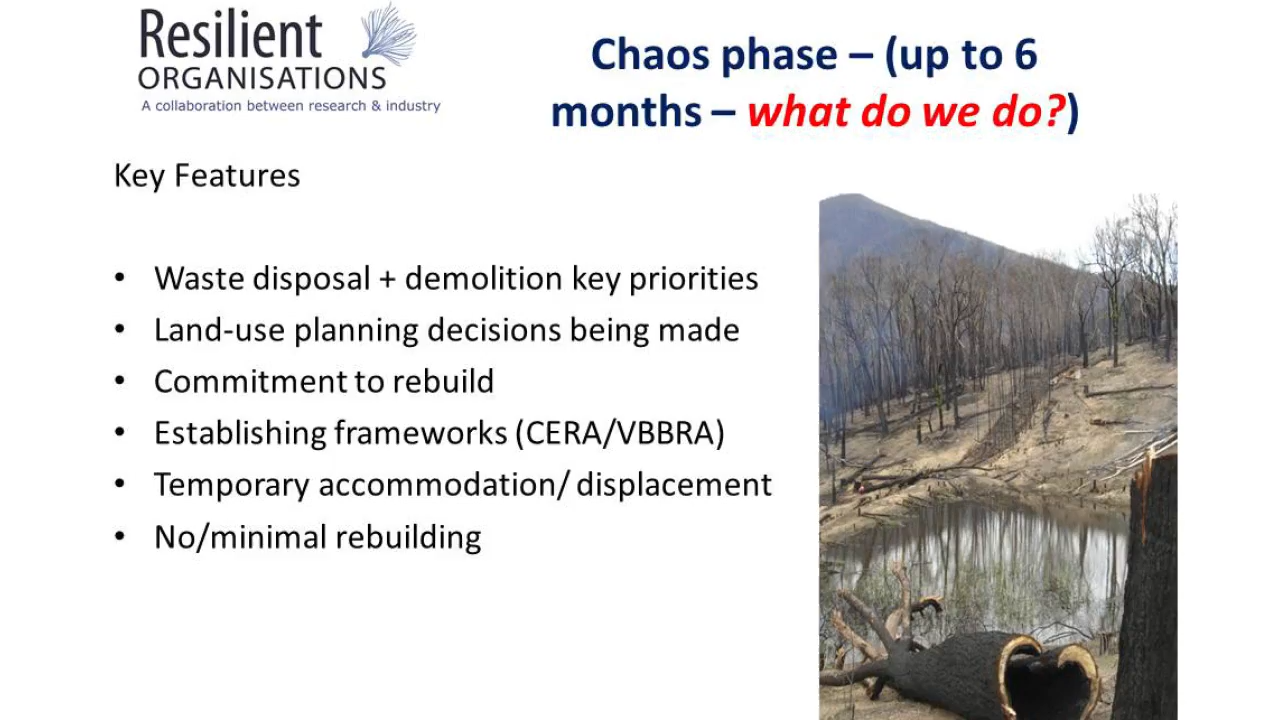 Resilient
ORGANISATIONS
A collaboration between research & industry
Chaos phase – (up to 6
months – what do we do?)
Key Features
• Waste disposal + demolition key priorities
• Land-use planning decisions being made
• Commitment to rebuild
• Establishing frameworks (CERA/VBBRA)
• Temporary accommodation/ displacement
• No/minimal rebuilding